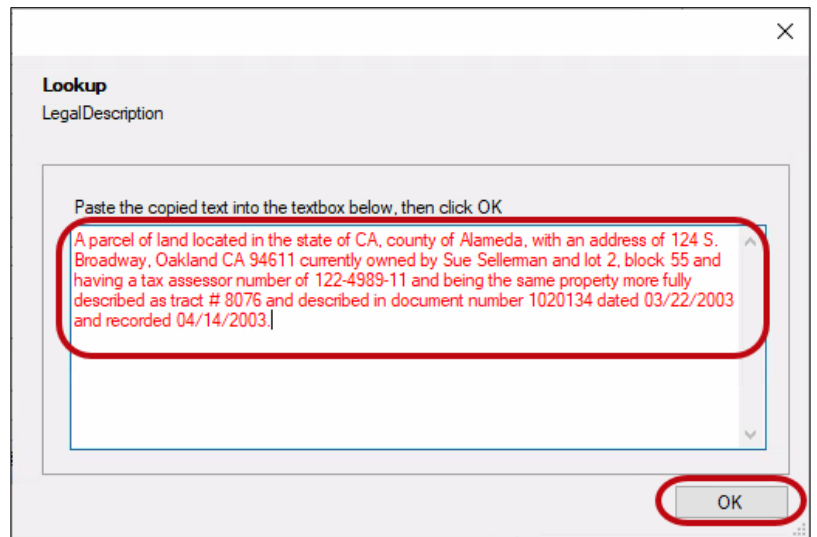 Lookup
LegalDescription
Paste the copied text into the textbox below, then click OK
A parcel of land located in the state of CA, county of Alameda, with an address of 124 S.
Broadway, Oakland CA 94611 currently owned by Sue Sellerman and lot 2, block 55 and
having a tax assessor number of 122-4989-11 and being the same property more fully
described as tract # 8076 and described in document number 1020134 dated 03/22/2003
and recorded 04/14/2003.
OK